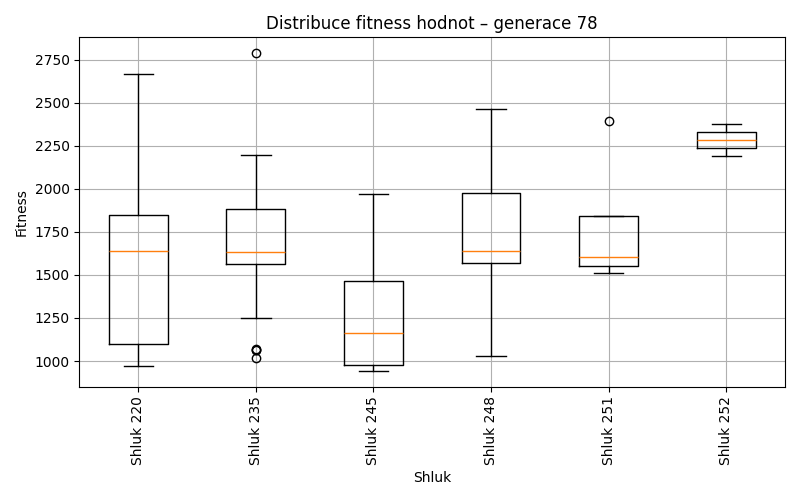 Distribuce fitness hodnot – generace 78
Fitness
2750
2500
2250
2000
1750
1500
1250
1000
Shluk 220
Shluk 235
Shluk 245
Shluk 248
Shluk 251
Shluk 252
Shluk